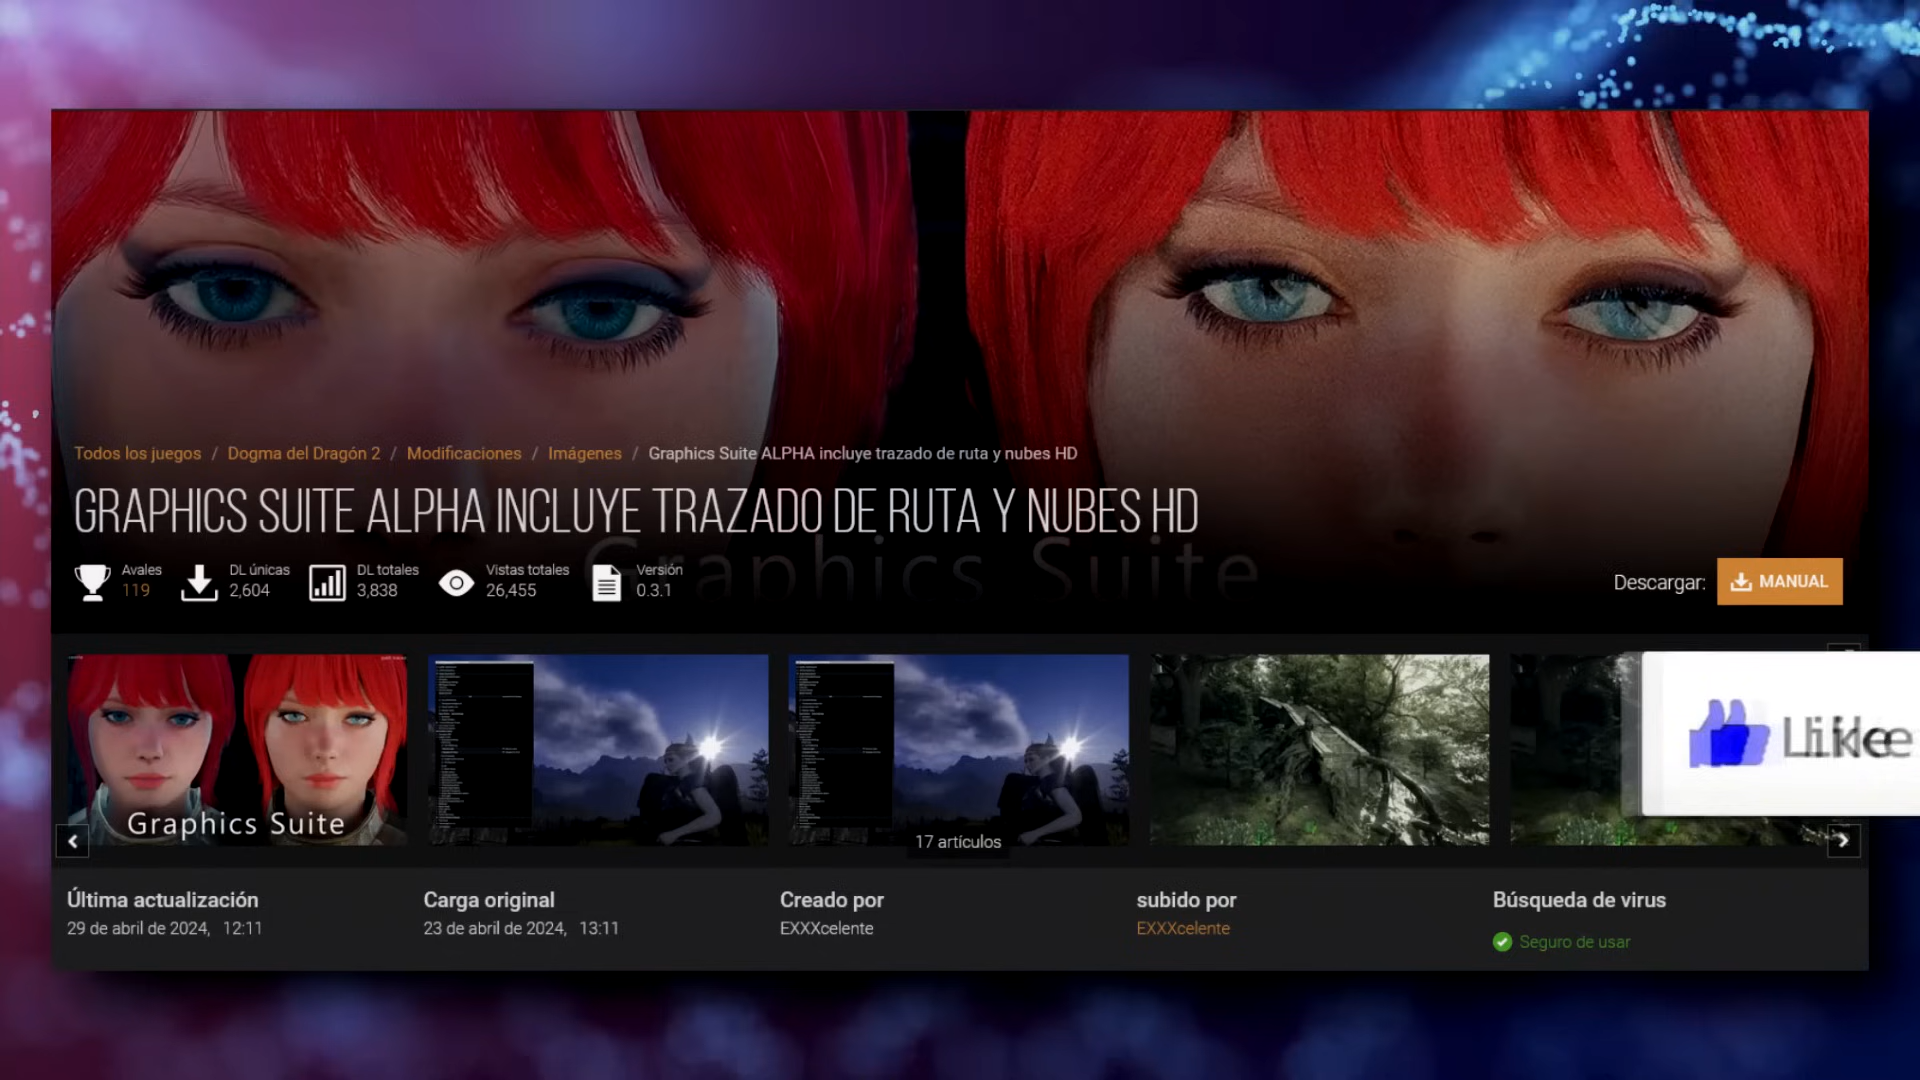 Todos los juegos / Dogma del Dragón 2 / Modificaciones / Imágenes / Graphics Suite ALPHA incluye trazado de ruta y nubes HD
GRAPHICS SUITE ALPHA INCLUYE TRAZADO DE RUTA Y NUBES HD
Graphics Suite
Avales
119
DL únicas
2,604
DL totales
3,838
Vistas totales
26,455
Versión
0.3.1
Descargar:
MANUAL
Graphics Suite
17 artículos
Like
Última actualización
29 de abril de 2024, 12:11
Carga original
23 de abril de 2024, 13:11
Creado por
EXXXcelente
subido por
EXXXcelente
Búsqueda de virus
Seguro de usar